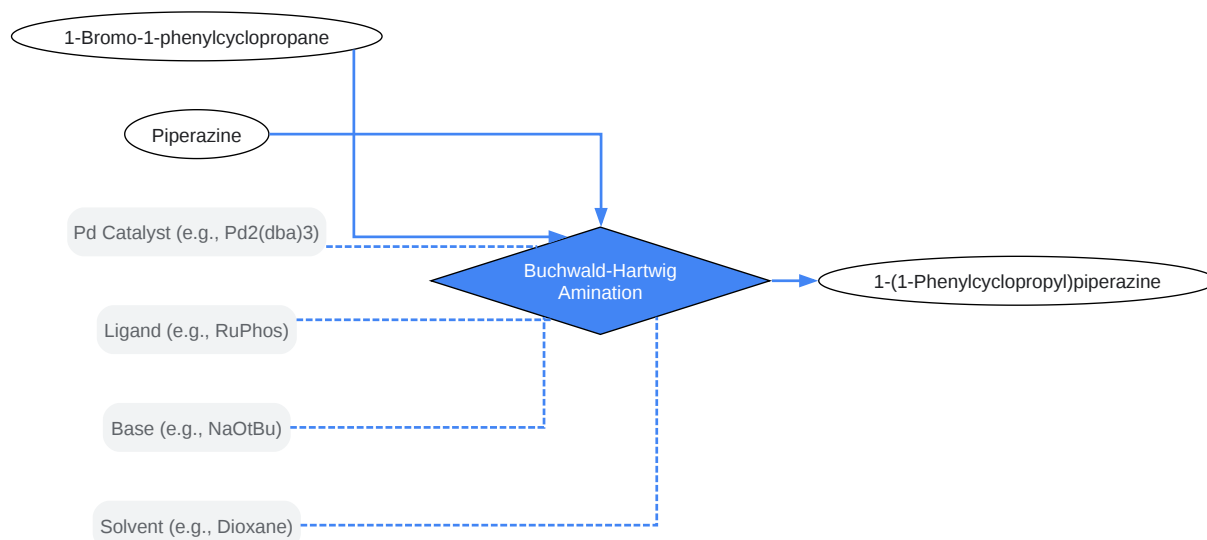 1-Bromo-1-phenylcyclopropane
Piperazine
Pd Catalyst (e.g., Pd2(dba)3)
Buchwald-Hartwig
Amination
1-(1-Phenylcyclopropyl)piperazine
Ligand (e.g., RuPhos)
Base (e.g., NaOtBu)
Solvent (e.g., Dioxane)